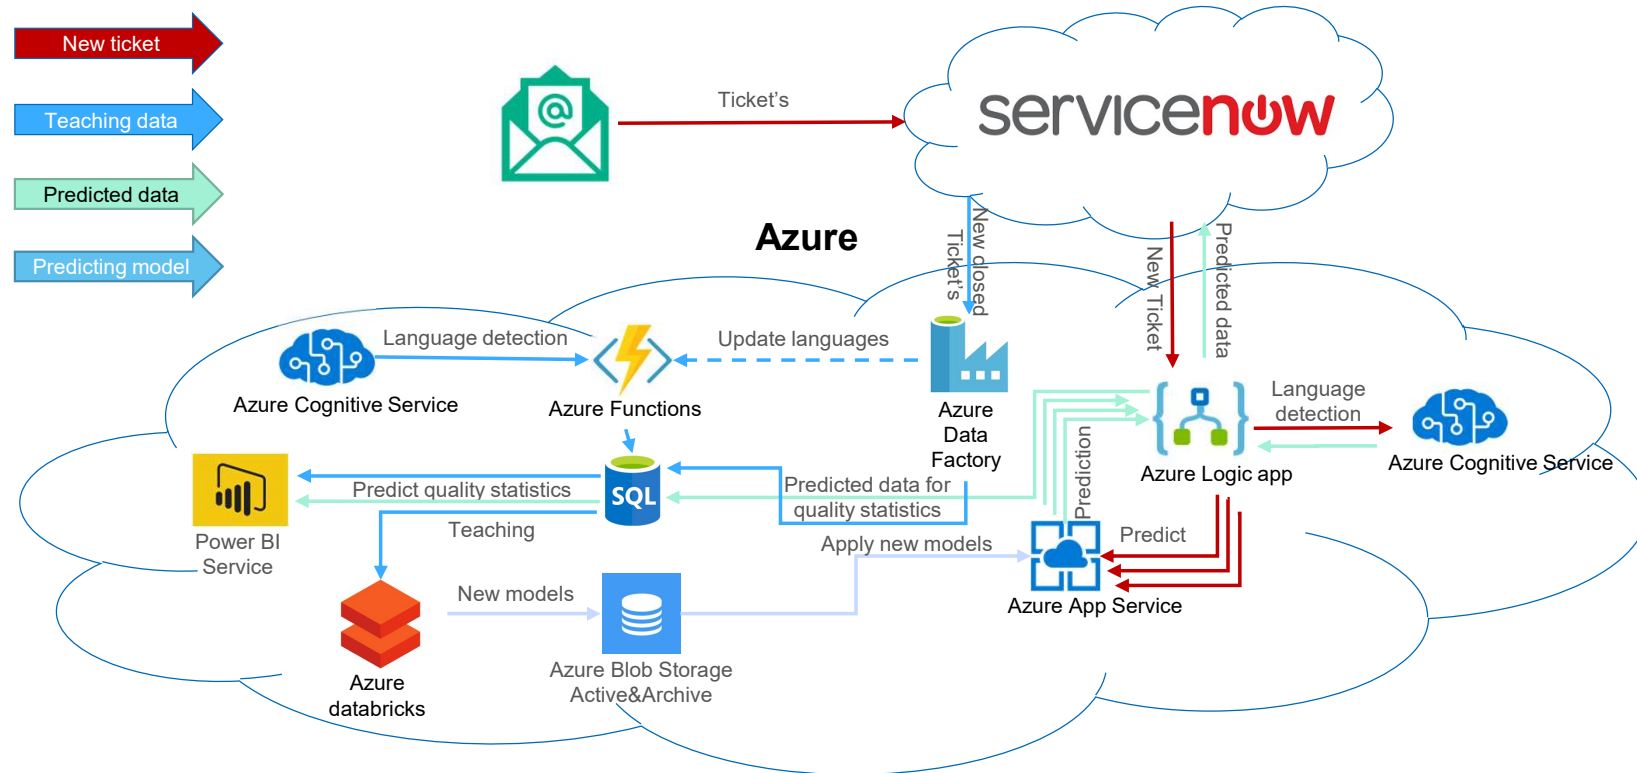 New ticket
Teaching data
Predicted data
Predicting model
@
Ticket's
servicenow
Azure
New closed
Ticket's
New Ticket
Predicted data
Language detection
Update languages
Azure Cognitive Service
Azure Functions
Azure
Data
Factory
Language
detection
Azure Logic app
Azure Cognitive Service
Prediction
SQL
Predict quality statistics
Predicted data for
quality statistics
Power BI
Service
Teaching
Apply new models
Predict
Azure App Service
New models
Azure
databricks
Azure Blob Storage
Active&Archive